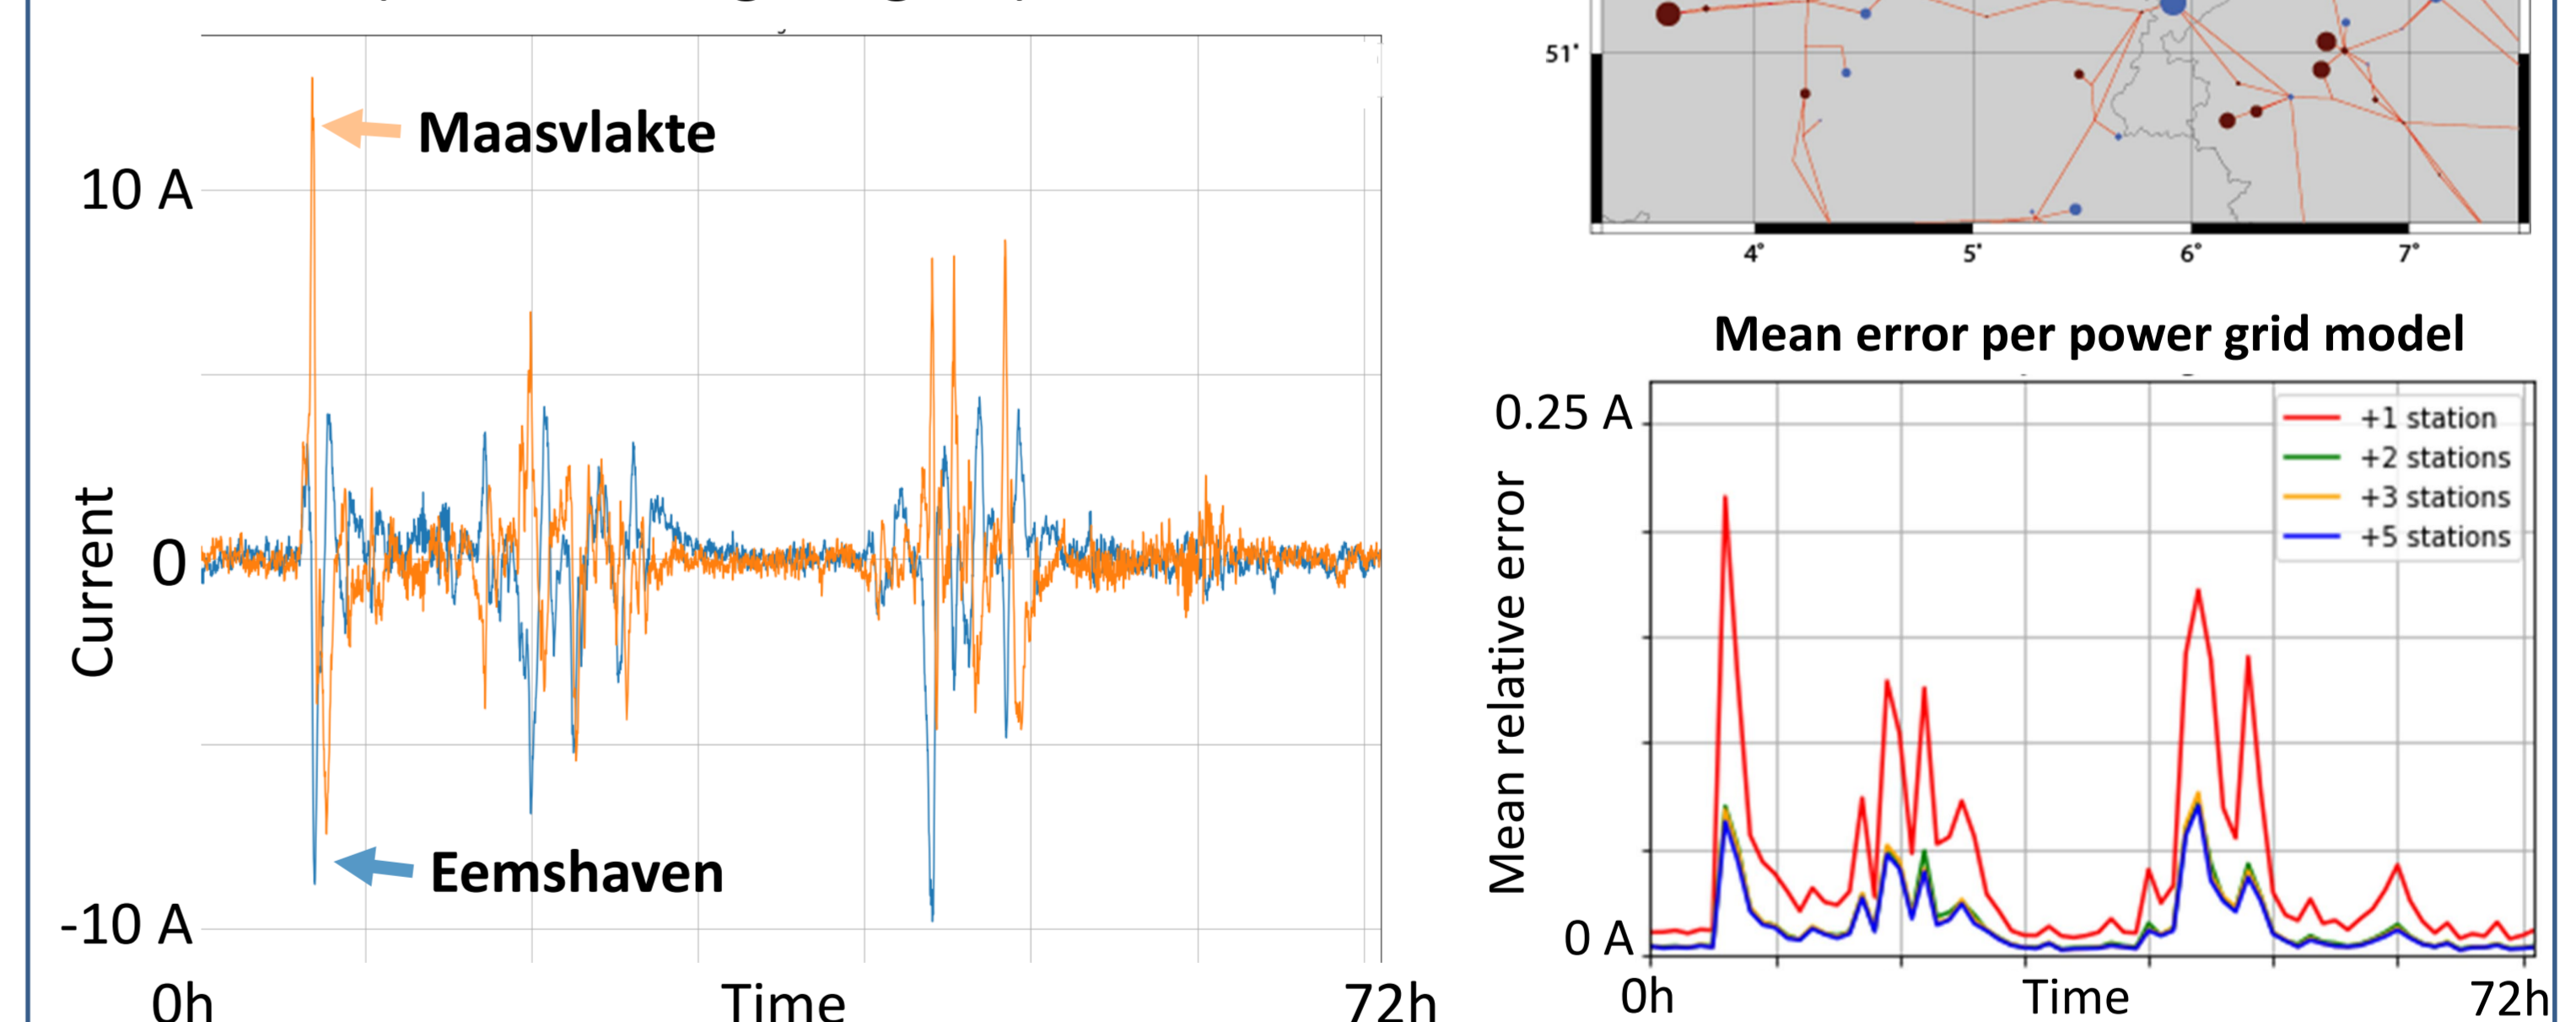 Maasvlakte
10 A
0
-10 A
Current
Eemshaven
0h
Time
72h
51°
4°
5°
6°
7°
Mean error per power grid model
0.25 A
0 A
Mean relative error
+1 station
+2 stations
+3 stations
+5 stations
0h
Time
72h